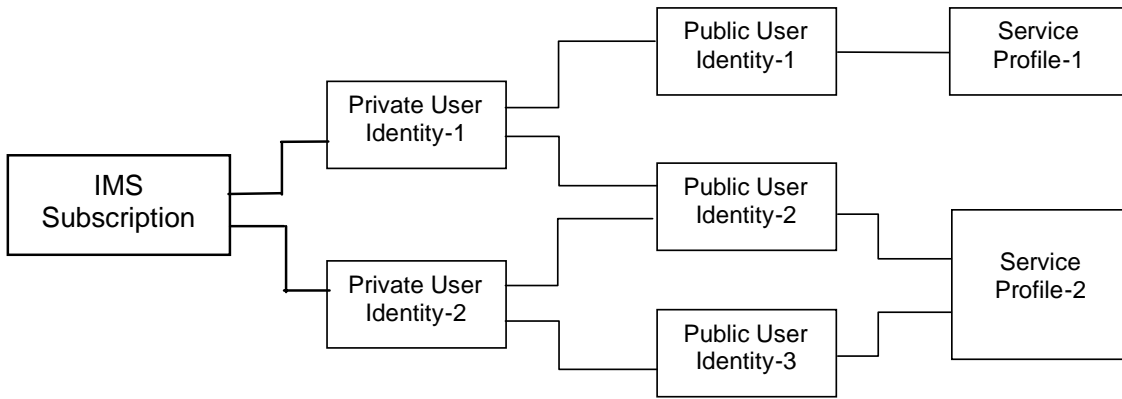 IMS
Subscription
Private User
Identity-1
Private User
Identity-2
Public User
Identity-1
Public User
Identity-2
Public User
Identity-3
Service
Profile-1
Service
Profile-2